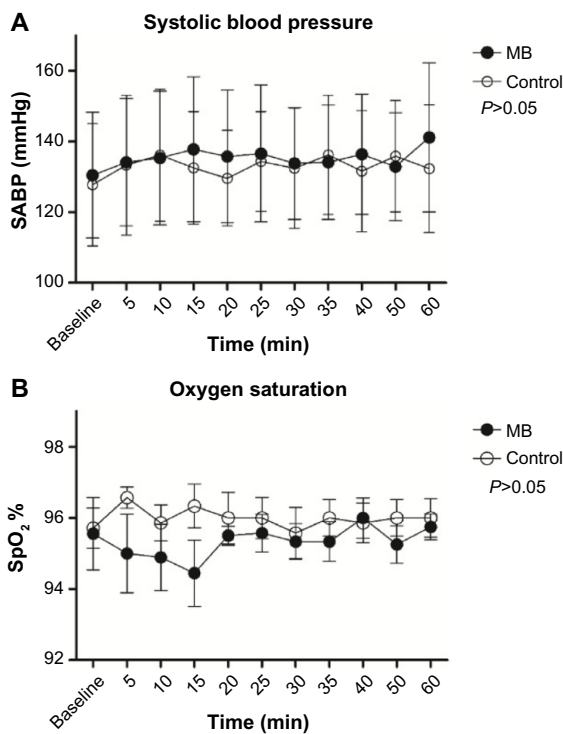 A
Systolic blood pressure
SABP (mmHg)
160
140
120
100
Baseline 5 10 15 20 25 30 35 40 50 60
Time (min)
MB
Control
P>0.05
B
Oxygen saturation
SpO₂ %
98
96
94
92
Baseline 5 10 15 20 25 30 35 40 50 60
Time (min)
MB
Control
P>0.05